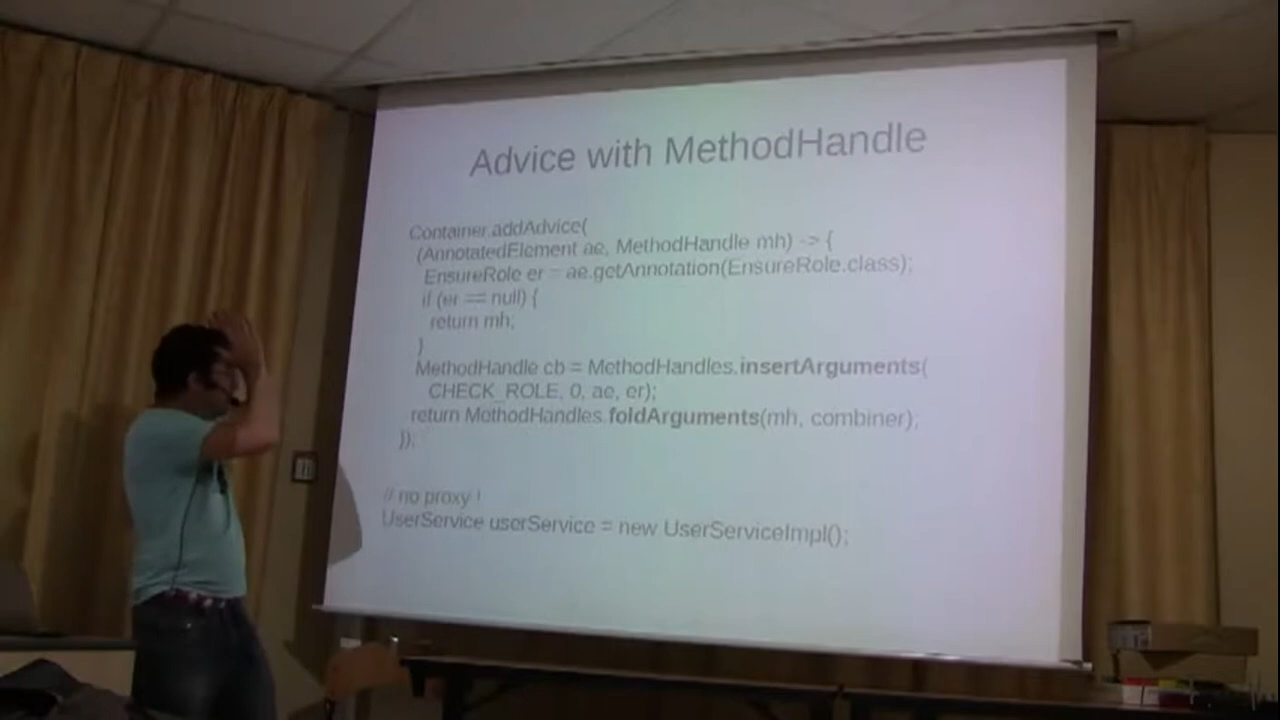 Advice with MethodHandle
Container.addAdvice(
(AnnotatedElement ae, MethodHandle mh) -> {
EnsureRole er = ae.getAnnotation(EnsureRole.class);
if (er == null) {
return mh;
}
MethodHandle cb = MethodHandles.insertArguments(
CHECK_ROLE, 0, ae, er);
return MethodHandles.foldArguments(mh, combiner);
});
// no proxy !
UserService userService = new UserServiceImpl();